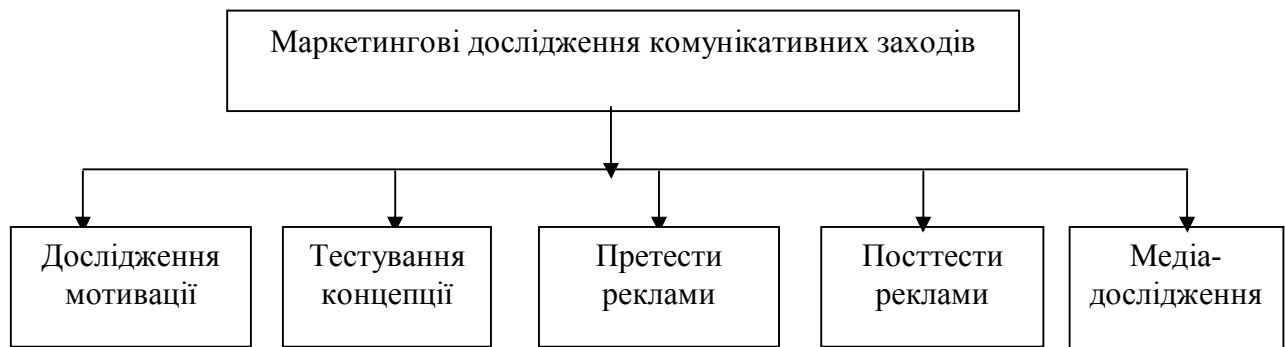 Маркетингові дослідження комунікативних заходів
Дослідження
мотивації
Тестування
концепції
Претести
реклами
Посттести
реклами
Медіа-
дослідження